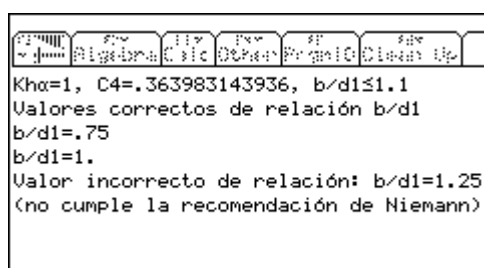 Algebra Calc Other PrgmIO Clean Up
Khα=1, C4=.363983143936, b/d1≤1.1
Valores correctos de relación b/d1
b/d1=.75
b/d1=1.
Valor incorrecto de relación: b/d1=1.25
(no cumple la recomendación de Niemann)